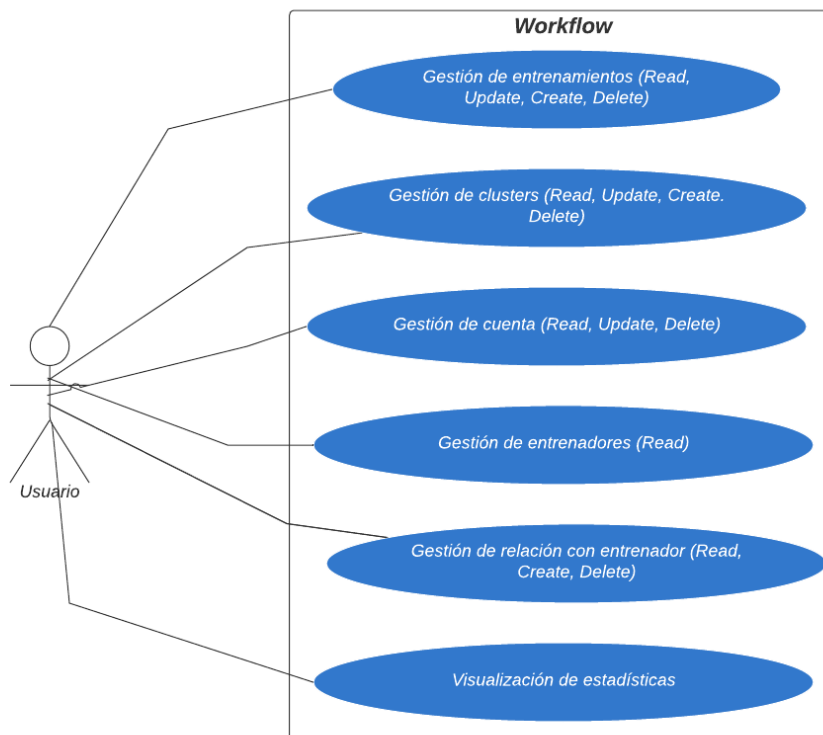 Workflow
Gestión de entrenamientos (Read,
Update, Create, Delete)
Gestión de clusters (Read, Update, Create.
Delete)
Gestión de cuenta (Read, Update, Delete)
Gestión de entrenadores (Read)
Usuario
Gestión de relación con entrenador (Read,
Create, Delete)
Visualización de estadísticas